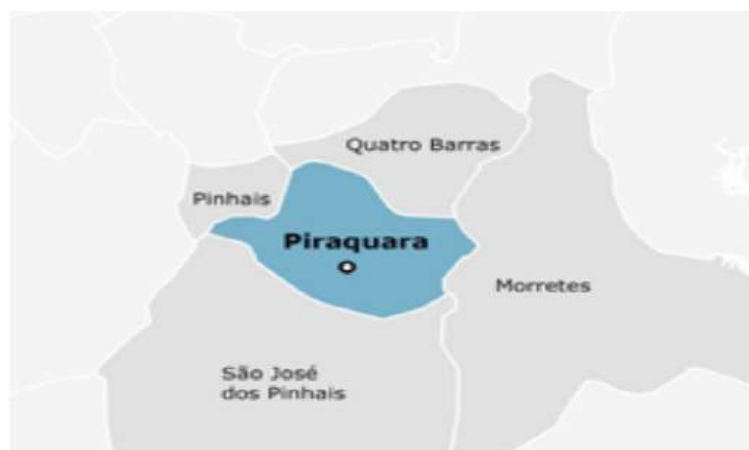 Quatro Barras
Pinhais
Piraquara
Morretes
São José
dos Pinhais